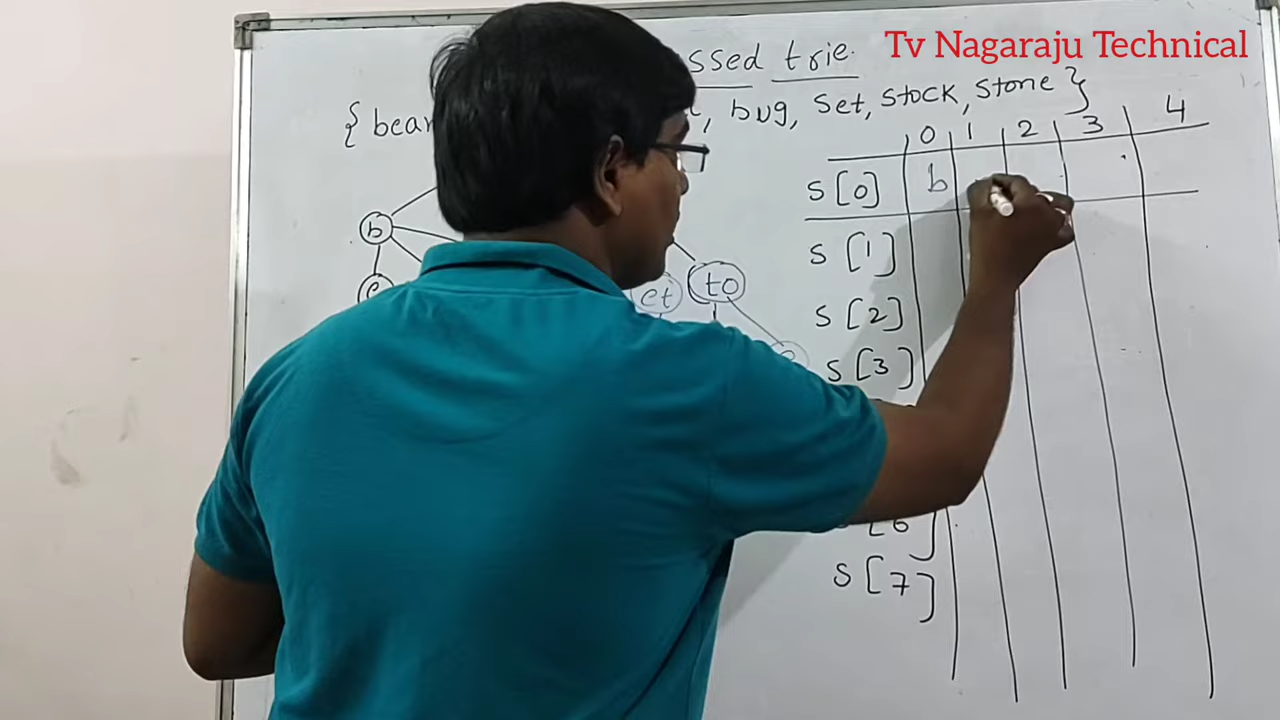 Tv Nagaraju Technical
ssed trie.
{ bear , bug, set, stock, stone }
0 1 2 3 4
s[0] b
b
s[1]
et to
s[2]
s[3]
6]
s[7]